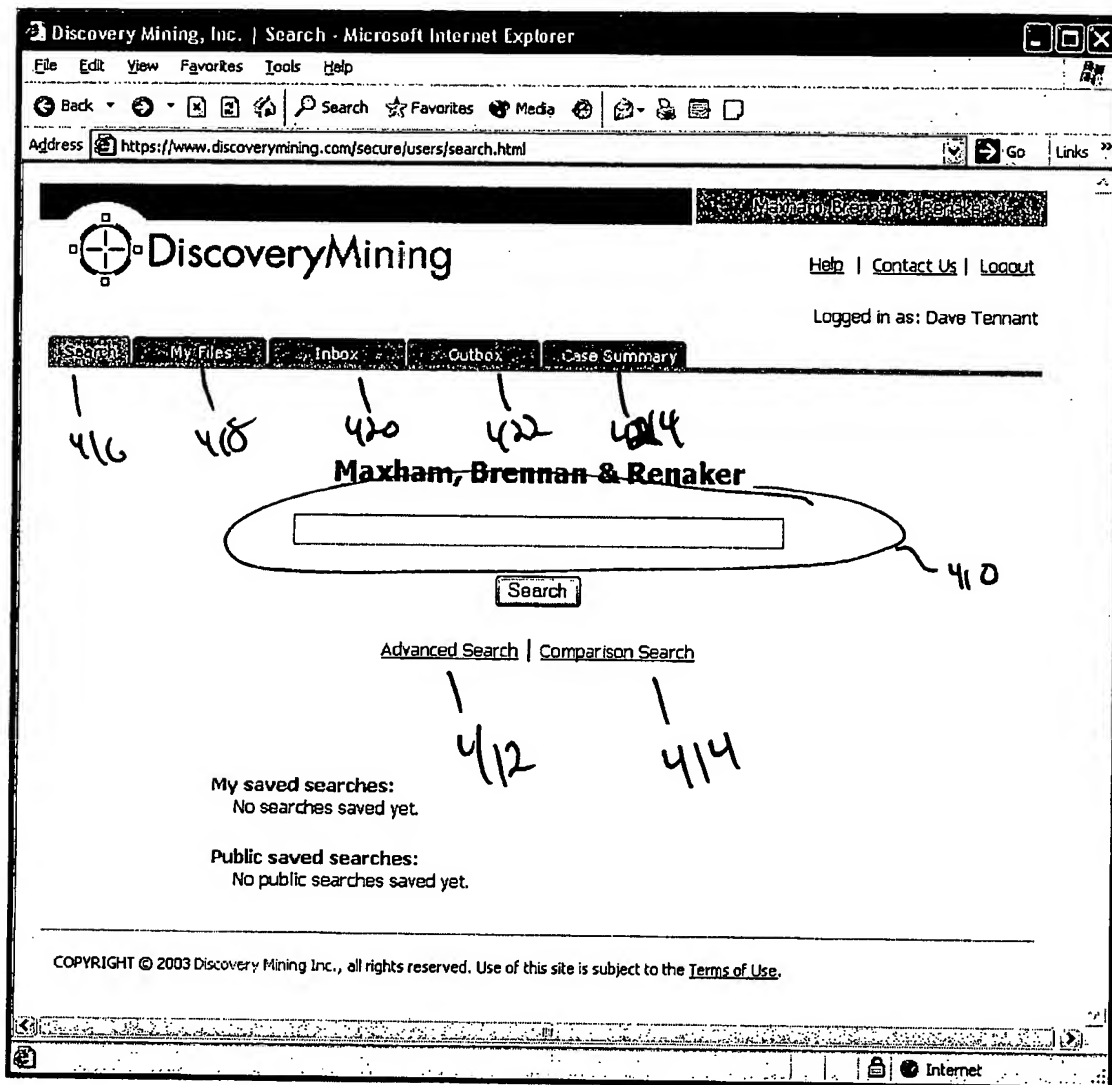 Discovery Mining, Inc. | Search - Microsoft Internet Explorer
File Edit View Favorites Tools Help
Back Search Favorites Media
Address https://www.discoverymining.com/secure/users/search.html Go Links »
Maxham, Brennan & Renaker
DiscoveryMining
Help | Contact Us | Logout
Logged in as: Dave Tennant
Search My Files Inbox Outbox Case Summary
416 418 420 422
Maxham, Brennan & Renaker
410
Search
Advanced Search | Comparison Search
412 414
My saved searches:
No searches saved yet.
Public saved searches:
No public searches saved yet.
COPYRIGHT © 2003 Discovery Mining Inc., all rights reserved. Use of this site is subject to the Terms of Use.
Internet